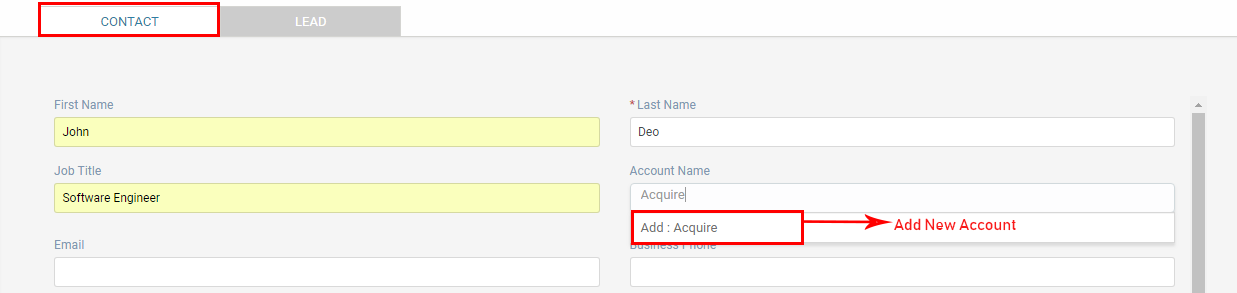 CONTACT LEAD
First Name * Last Name
John Deo
Job Title Account Name
Software Engineer Acquire
Add : Acquire Add New Account
Email Business Phone